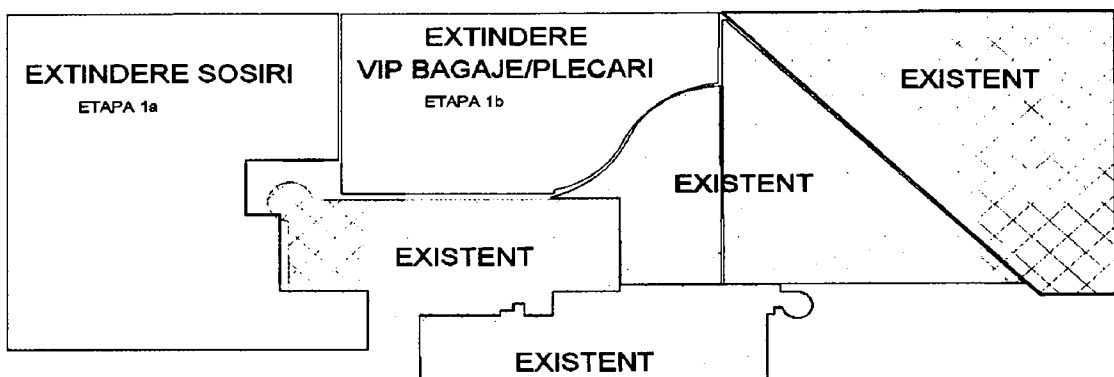 EXTINDERE SOSIRI
ETAPA 1a
EXTINDERE
VIP BAGAJE/PLECARI
ETAPA 1b
EXISTENT
EXISTENT
EXISTENT
EXISTENT